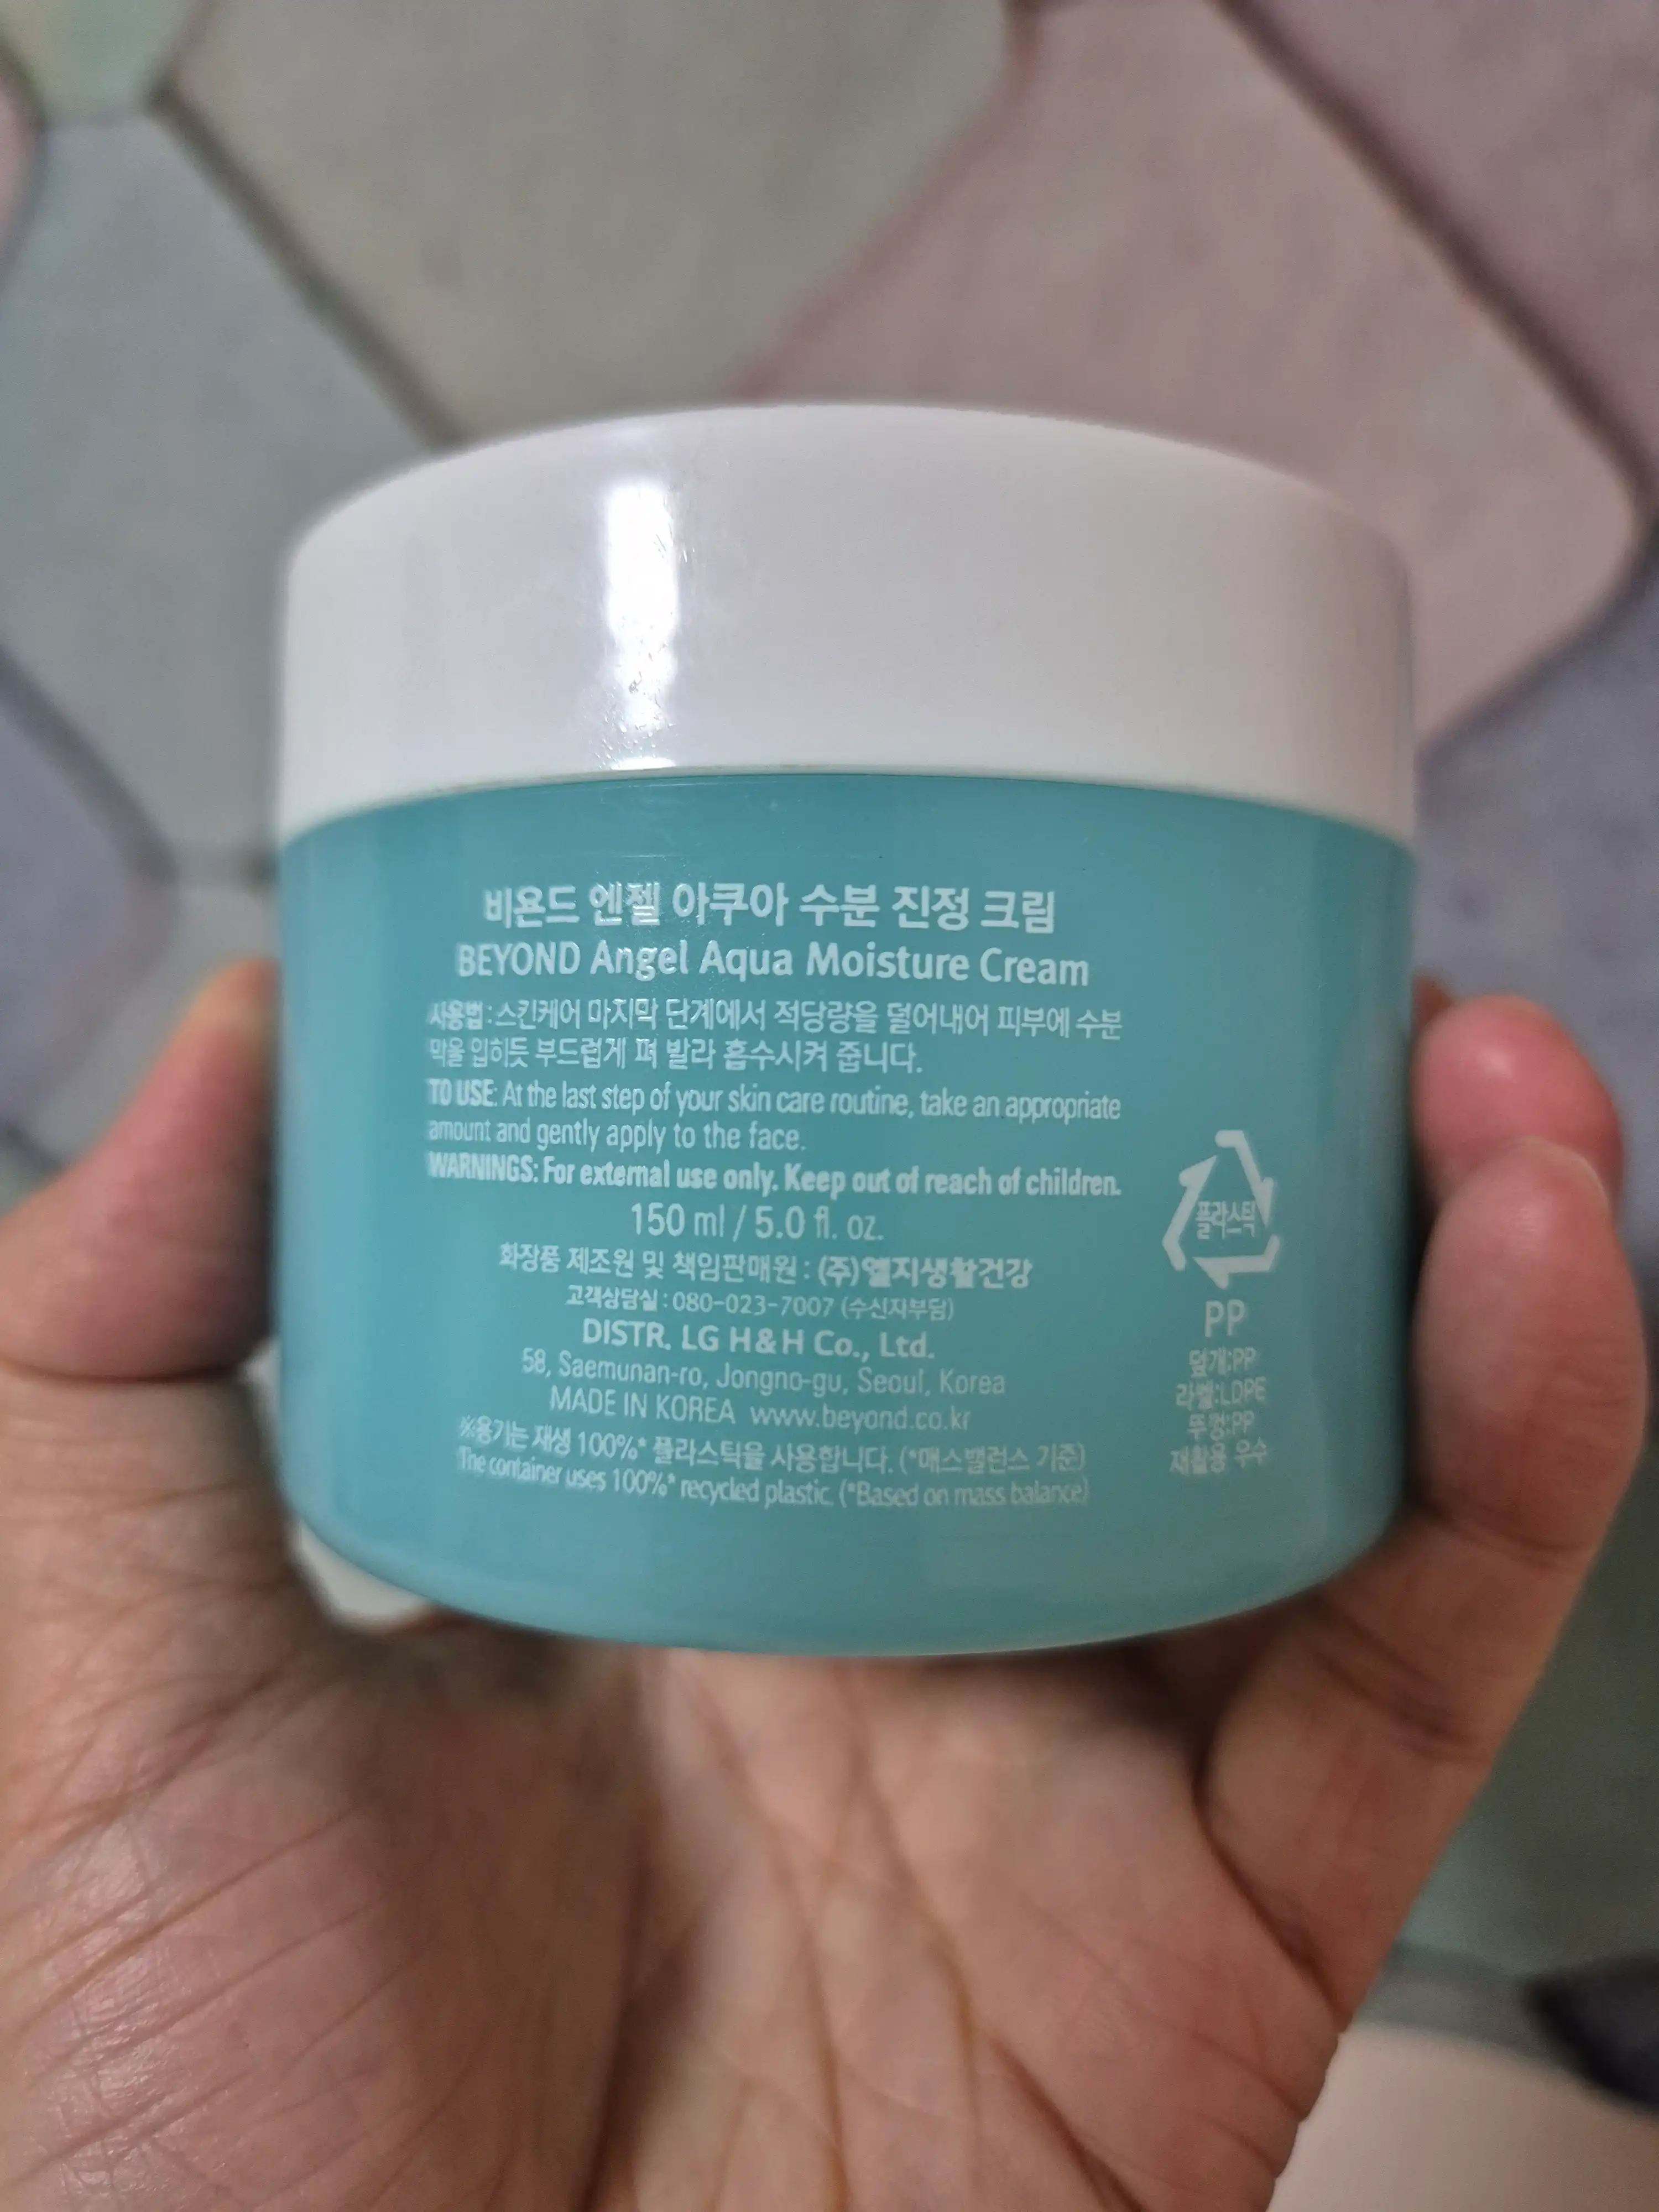 비욘드 엔젤 아쿠아 수분 진정 크림
BEYOND Angel Aqua Moisture Cream
사용법 : 스킨케어 마지막 단계에서 적당량을 덜어내어 피부에 수분
막을 입히듯 부드럽게 펴 발라 흡수시켜 줍니다.
TO USE: At the last step of your skin care routine, take an appropriate
amount and gently apply to the face.
WARNINGS: For external use only. Keep out of reach of children.
150 ml / 5.0 fl. oz.
화장품 제조원 및 책임판매원 : (주)엘지생활건강
고객상담실 : 080-023-7007 (수신자부담)
DISTR. LG H&H Co., Ltd.
58, Saemunan-ro, Jongno-gu, Seoul, Korea
MADE IN KOREA www.beyond.co.kr
※용기는 재생 100%* 플라스틱을 사용합니다. (*매스밸런스 기준)
The container uses 100%* recycled plastic. (*Based on mass balance)
플라스틱
PP
덮개:PP
라벨:LDPE
뚜껑:PP
재활용 우수